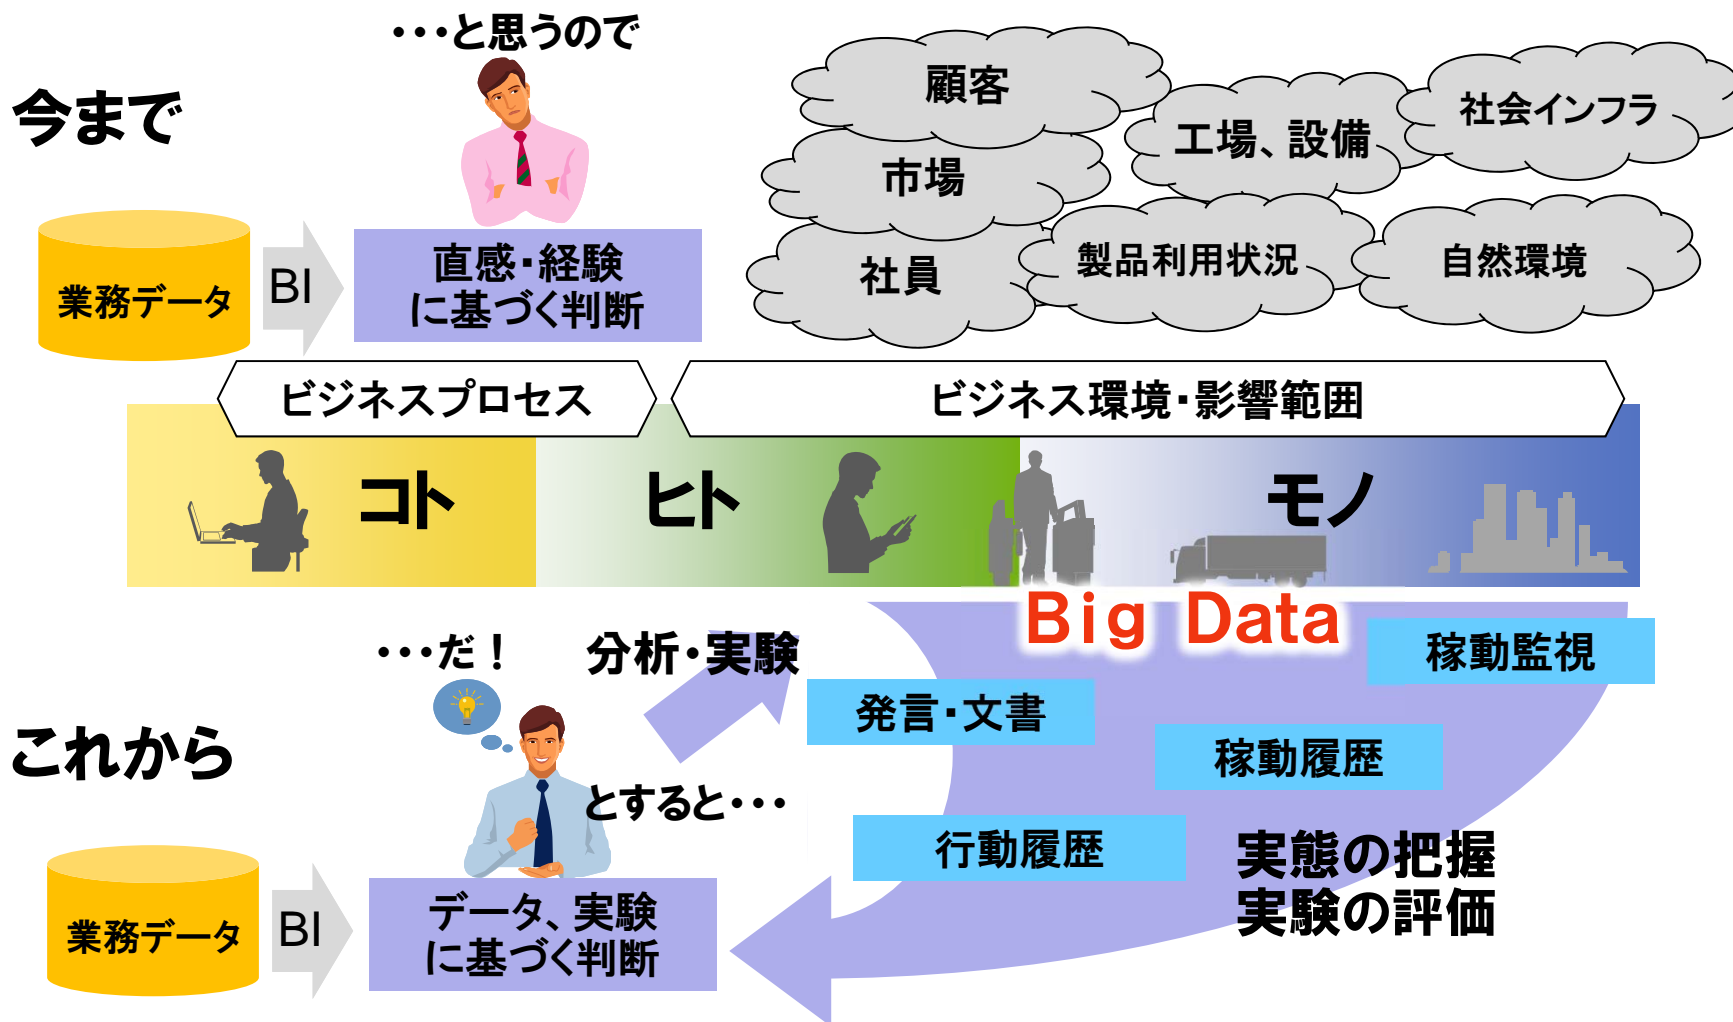 ・・・と思うので
今まで
業務データ
BI
直感・経験
に基づく判断
顧客
市場
社員
工場、設備
製品利用状況
社会インフラ
自然環境
ビジネスプロセス
ビジネス環境・影響範囲
コト
ヒト
モノ
Big Data
・・・だ！
分析・実験
これから
とすると・・・
発言・文書
稼動監視
稼動履歴
行動履歴
実態の把握
実験の評価
業務データ
BI
データ、実験
に基づく判断